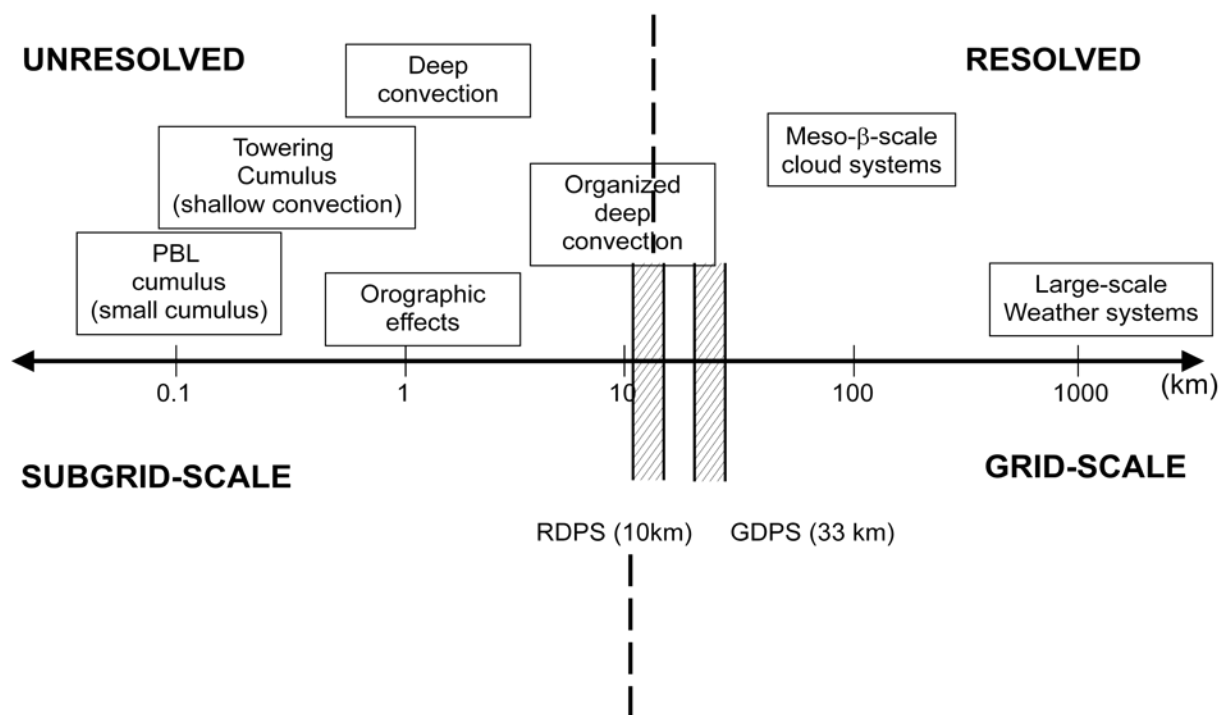 UNRESOLVED
RESOLVED
Deep
convection
Towering
Cumulus
(shallow convection)
Meso-β-scale
cloud systems
Organized
deep
convection
PBL
cumulus
(small cumulus)
Orographic
effects
Large-scale
Weather systems
0.1
1
10
100
1000
(km)
SUBGRID-SCALE
GRID-SCALE
RDPS (10km)
GDPS (33 km)